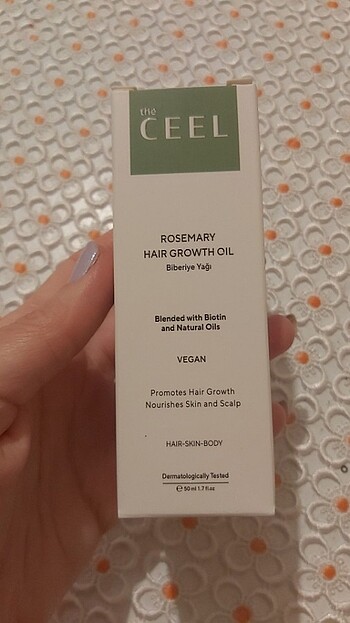 the
CEEL
ROSEMARY
HAIR GROWTH OIL
Biberiye Yağı
Blended with Biotin
and Natural Oils
VEGAN
Promotes Hair Growth
Nourishes Skin and Scalp
HAIR-SKIN-BODY
Dermatologically Tested
℮ 50 ml 1.7 fl.oz